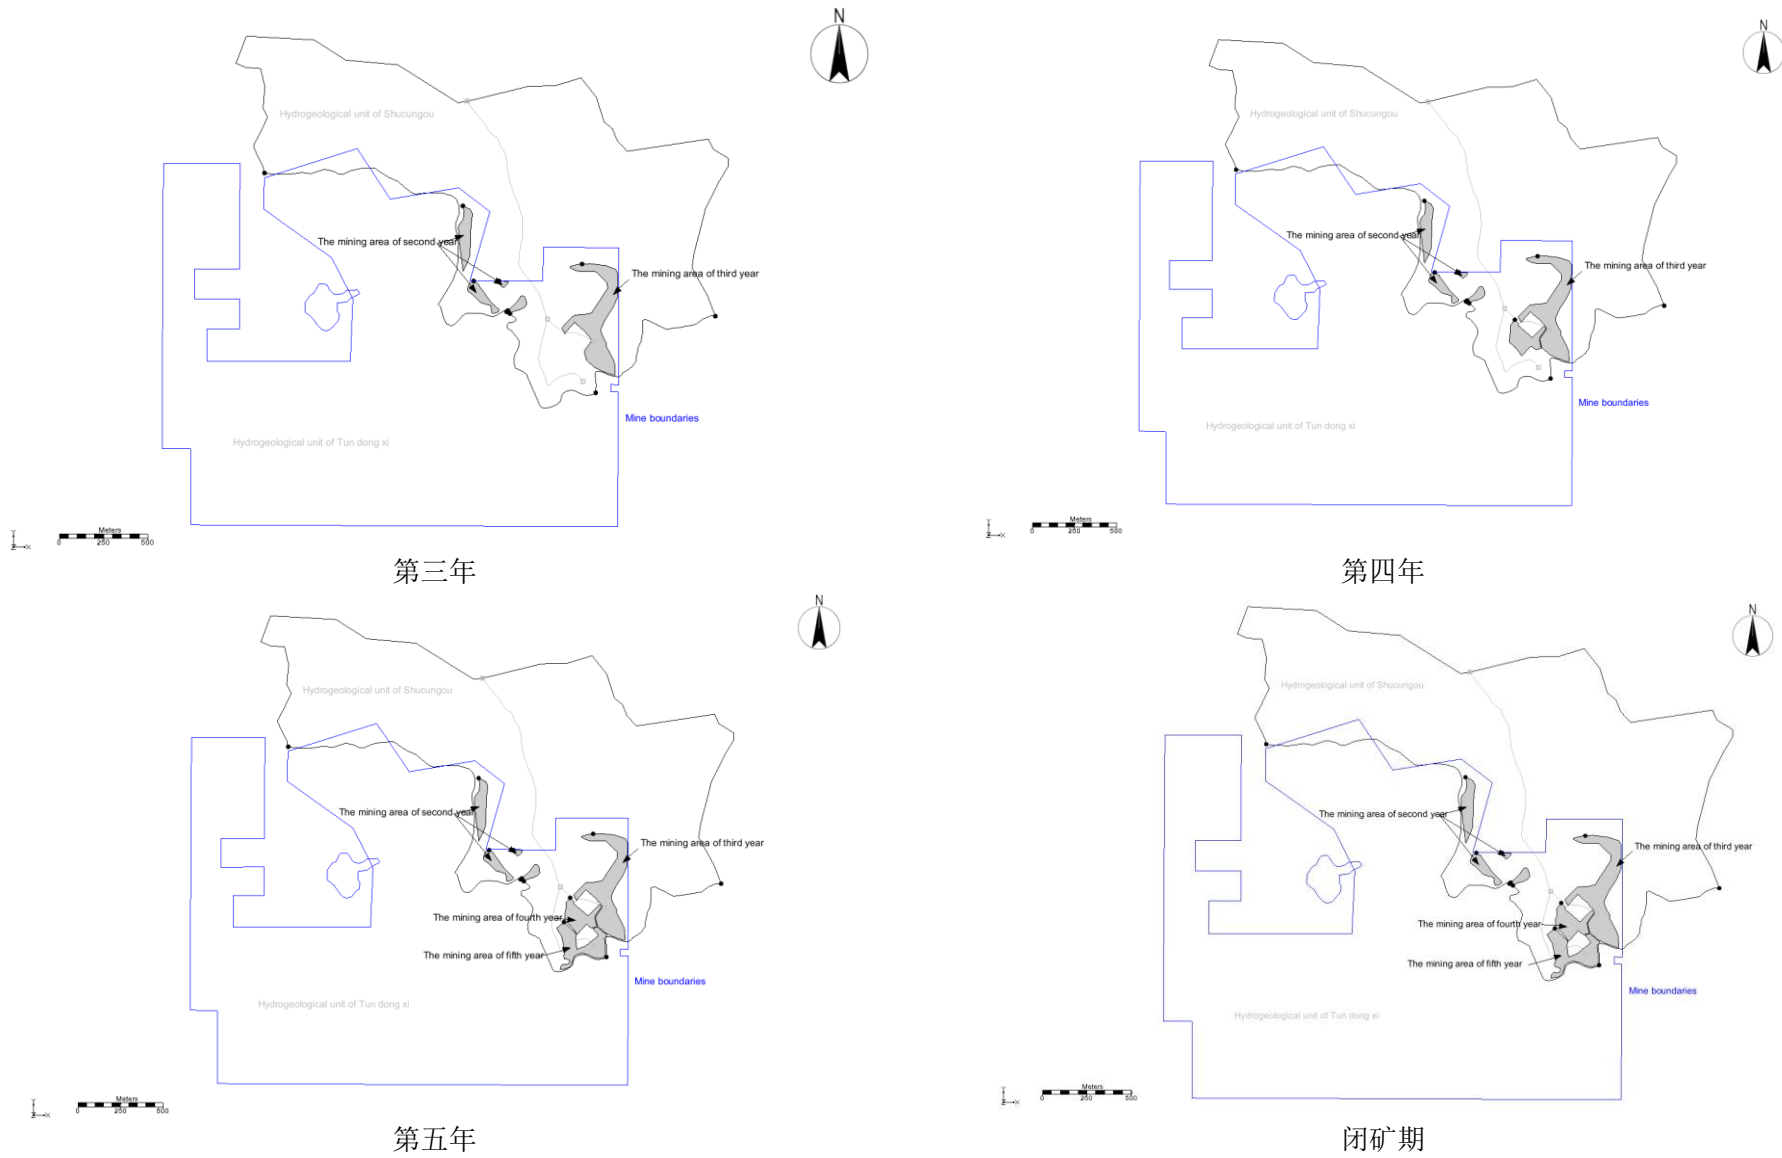 N
Hydrogeological unit of Shucungou
The mining area of second year
The mining area of third year
Mine boundaries
Hydrogeological unit of Tun dong xi
Meters
0 250 500
Y
Z X
第三年
N
Hydrogeological unit of Shucungou
The mining area of second year
The mining area of third year
Mine boundaries
Hydrogeological unit of Tun dong xi
Meters
0 250 500
Y
Z X
第四年
N
Hydrogeological unit of Shucungou
The mining area of second year
The mining area of third year
The mining area of fourth year
The mining area of fifth year
Mine boundaries
Hydrogeological unit of Tun dong xi
Meters
0 250 500
Y
Z X
第五年
N
Hydrogeological unit of Shucungou
The mining area of second year
The mining area of third year
The mining area of fourth year
The mining area of fifth year
Mine boundaries
Hydrogeological unit of Tun dong xi
Meters
0 250 500
Y
Z X
闭矿期